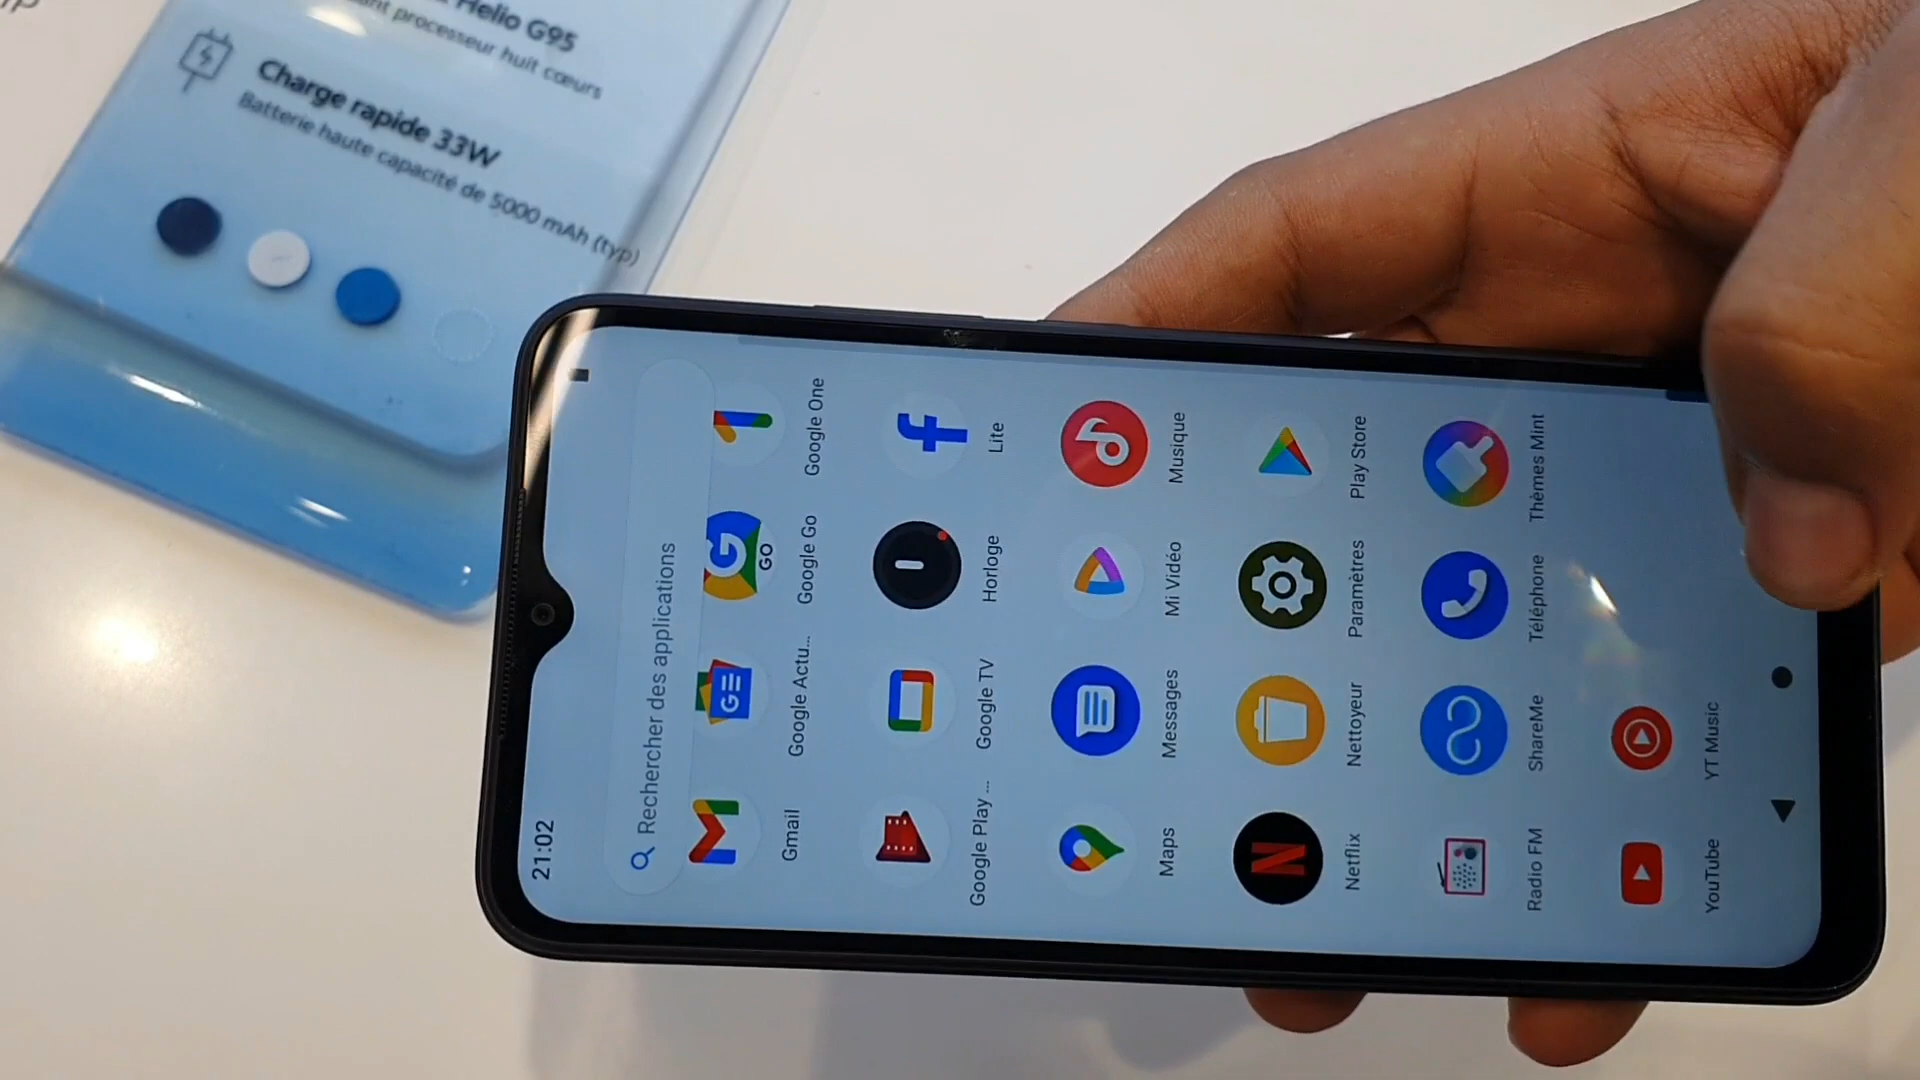 Helio G95
processeur huit cœurs
Charge rapide 33W
Batterie haute capacité de 5000 mAh (typ)
21:02
Rechercher des applications
Gmail
Google Actu...
Google Go
GO
Google One
Google Play ...
Google TV
Horloge
Lite
Maps
Messages
Mi Vidéo
Musique
Netflix
Nettoyeur
Paramètres
Play Store
Radio FM
ShareMe
Téléphone
Thèmes Mint
YouTube
YT Music